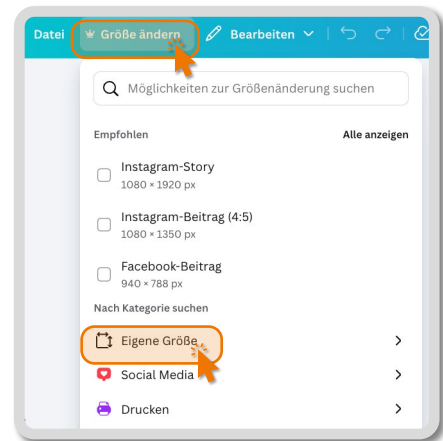 Datei Größe ändern Bearbeiten
Möglichkeiten zur Größenänderung suchen
Empfohlen Alle anzeigen
Instagram-Story
1080 × 1920 px
Instagram-Beitrag (4:5)
1080 × 1350 px
Facebook-Beitrag
940 × 788 px
Nach Kategorie suchen
Eigene Größe
Social Media
Drucken